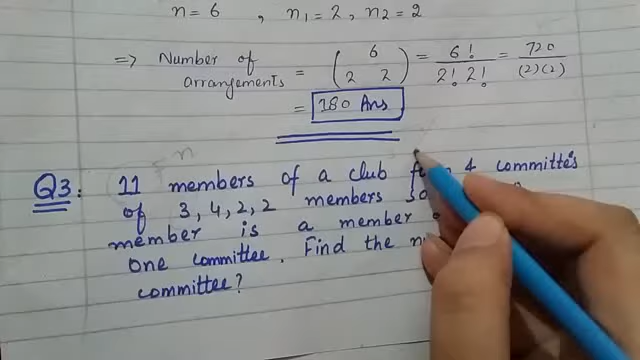 n = 6 , n₁ = 2 , n₂ = 2
=> Number of arrangements = ( 6 2 2 ) = 6! / 2! 2! = 720 / (2)(2)
= 180 Ans
= n
Q3: 11 members of a club 4 committe's
of 3, 4, 2, 2 members so
member is a member
one committee. Find the
committee?